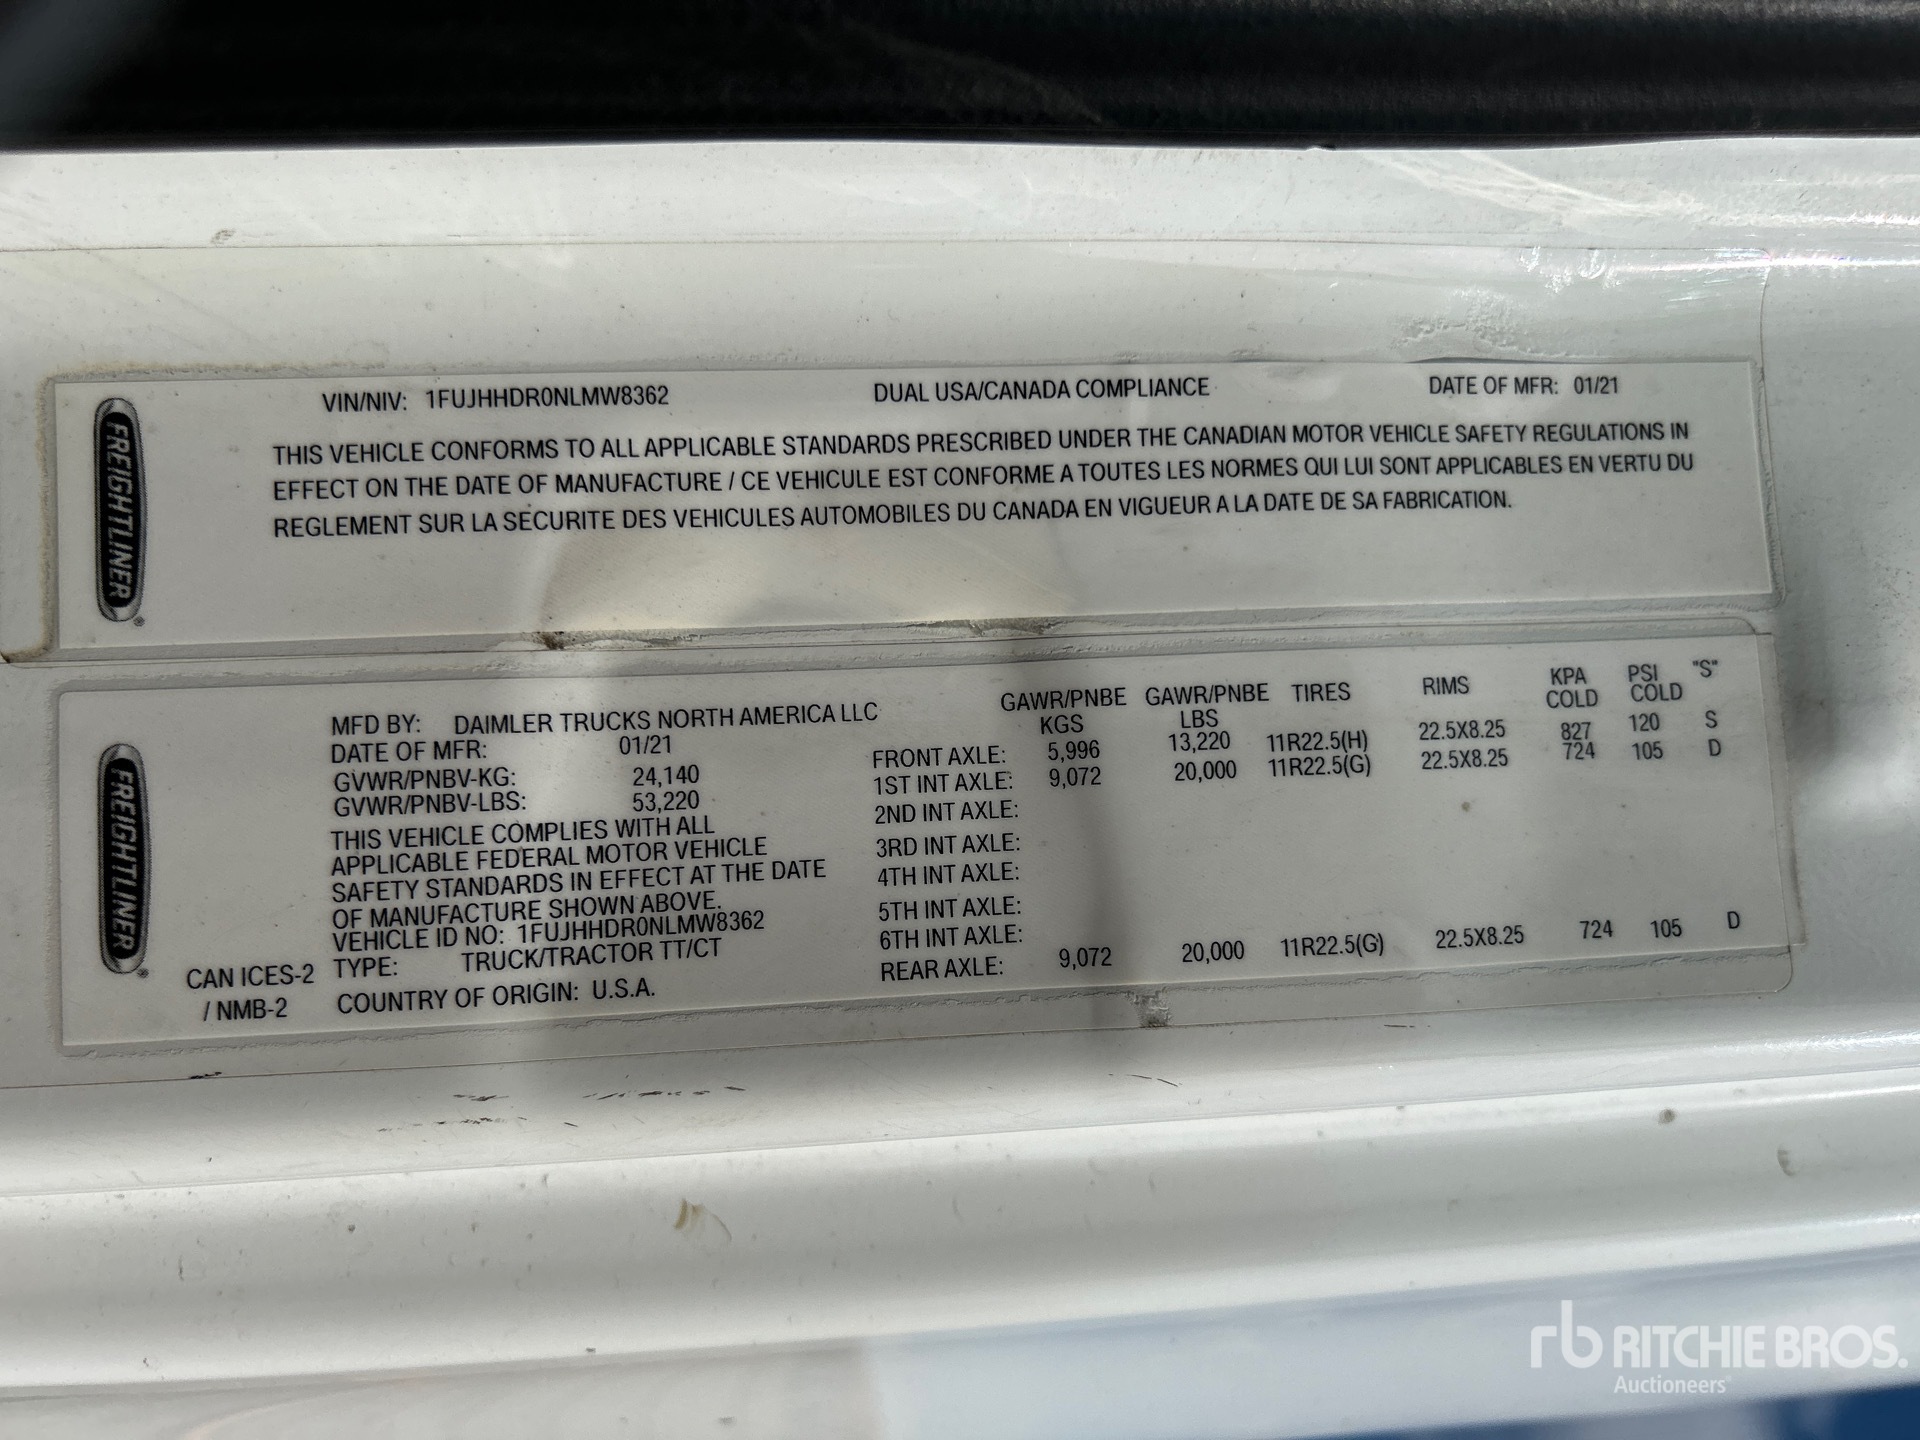 FREIGHTLINER®
VIN/NIV: 1FUJHHDR0NLMW8362 DUAL USA/CANADA COMPLIANCE DATE OF MFR: 01/21
THIS VEHICLE CONFORMS TO ALL APPLICABLE STANDARDS PRESCRIBED UNDER THE CANADIAN MOTOR VEHICLE SAFETY REGULATIONS IN
EFFECT ON THE DATE OF MANUFACTURE / CE VEHICULE EST CONFORME A TOUTES LES NORMES QUI LUI SONT APPLICABLES EN VERTU DU
REGLEMENT SUR LA SECURITE DES VEHICULES AUTOMOBILES DU CANADA EN VIGUEUR A LA DATE DE SA FABRICATION.
FREIGHTLINER®
CAN ICES-2
/ NMB-2
MFD BY: DAIMLER TRUCKS NORTH AMERICA LLC
DATE OF MFR: 01/21
GVWR/PNBV-KG: 24,140
GVWR/PNBV-LBS: 53,220
THIS VEHICLE COMPLIES WITH ALL
APPLICABLE FEDERAL MOTOR VEHICLE
SAFETY STANDARDS IN EFFECT AT THE DATE
OF MANUFACTURE SHOWN ABOVE.
VEHICLE ID NO: 1FUJHHDR0NLMW8362
TYPE: TRUCK/TRACTOR TT/CT
COUNTRY OF ORIGIN: U.S.A.
GAWR/PNBE GAWR/PNBE TIRES RIMS KPA PSI "S"
KGS LBS COLD COLD
FRONT AXLE: 5,996 13,220 11R22.5(H) 22.5X8.25 827 120 S
1ST INT AXLE: 9,072 20,000 11R22.5(G) 22.5X8.25 724 105 D
2ND INT AXLE:
3RD INT AXLE:
4TH INT AXLE:
5TH INT AXLE:
6TH INT AXLE:
REAR AXLE: 9,072 20,000 11R22.5(G) 22.5X8.25 724 105 D
rb RITCHIE BROS.
Auctioneers